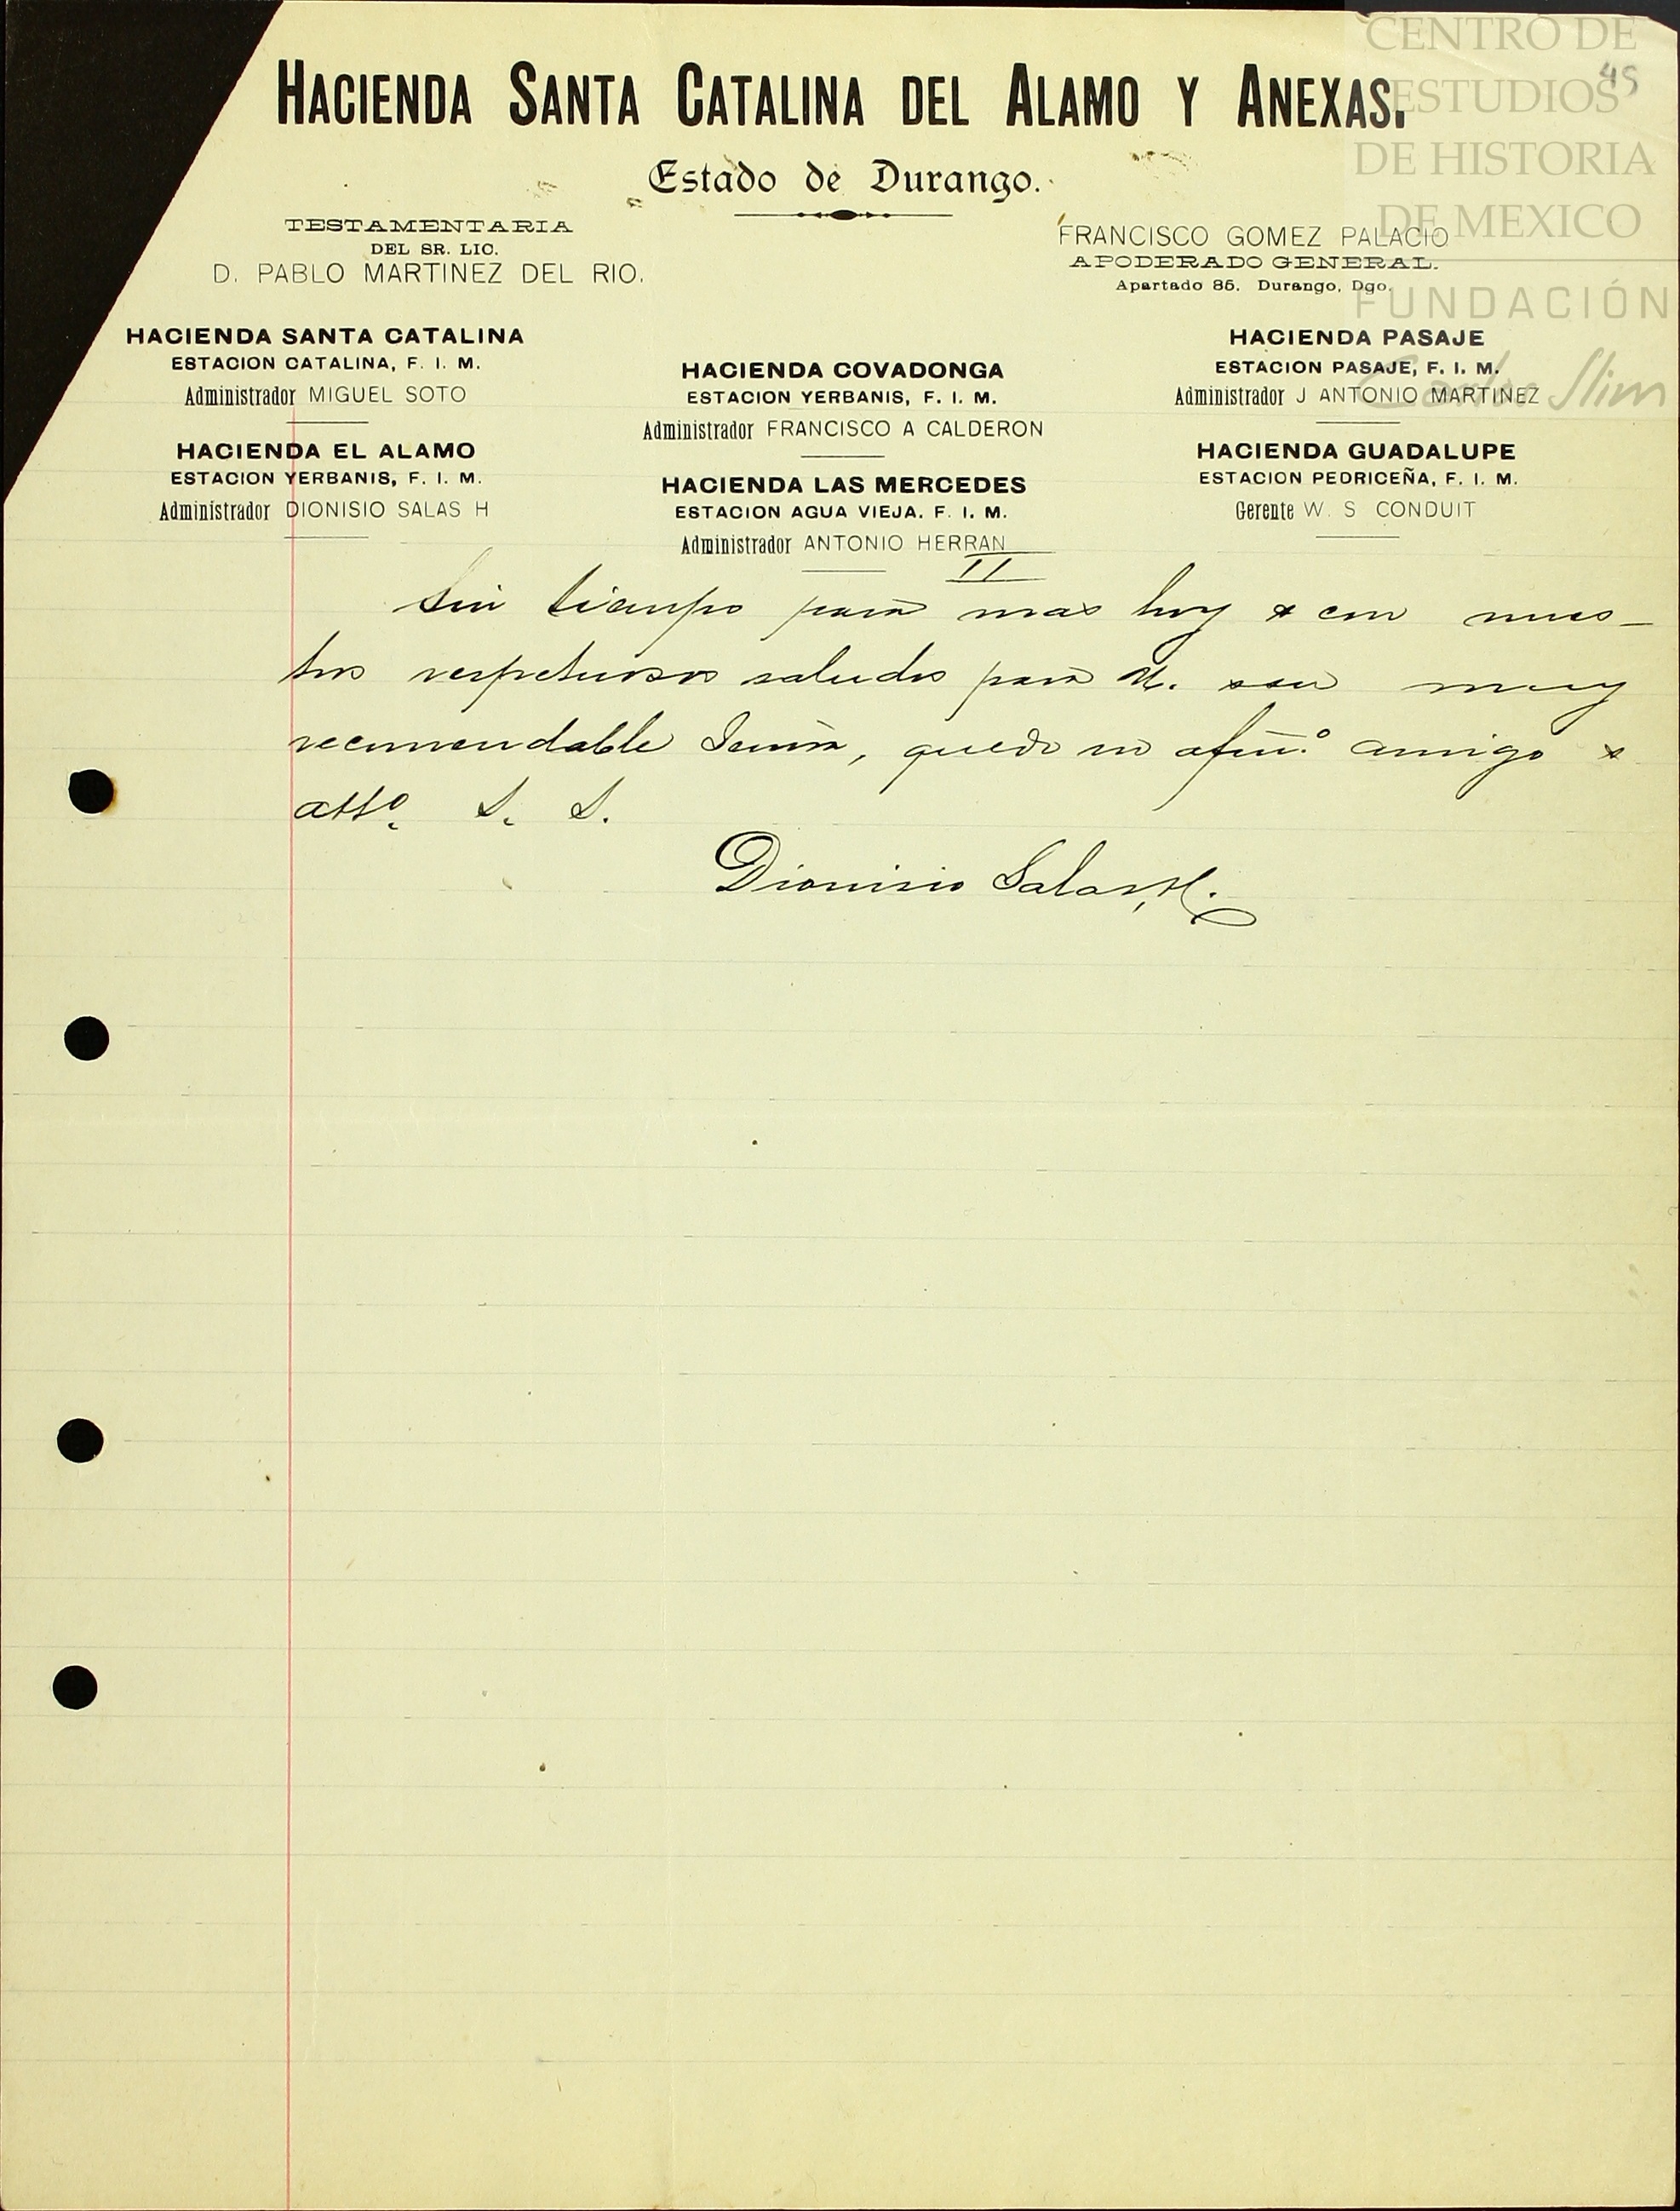 CENTRO DE
ESTUDIOS
DE HISTORIA
DE MEXICO
FUNDACIÓN
Carlos Slim
45
HACIENDA SANTA CATALINA DEL ALAMO Y ANEXAS.
Estado de Durango.
TESTAMENTARIA
DEL SR. LIC.
D. PABLO MARTINEZ DEL RIO.
FRANCISCO GOMEZ PALACIO
APODERADO GENERAL.
Apartado 85. Durango, Dgo.
HACIENDA SANTA CATALINA
ESTACION CATALINA, F. I. M.
Administrador MIGUEL SOTO
HACIENDA EL ALAMO
ESTACION YERBANIS, F. I. M.
Administrador DIONISIO SALAS H
HACIENDA COVADONGA
ESTACION YERBANIS, F. I. M.
Administrador FRANCISCO A CALDERON
HACIENDA LAS MERCEDES
ESTACION AGUA VIEJA. F. I. M.
Administrador ANTONIO HERRAN
HACIENDA PASAJE
ESTACION PASAJE, F. I. M.
Administrador J ANTONIO MARTINEZ
HACIENDA GUADALUPE
ESTACION PEDRICEÑA, F. I. M.
Gerente W. S CONDUIT
II
Sin tiempo para mas hoy & con nues-
tros respetuosos saludos para U. & su muy
recomendable familia, quedo su afmo. amigo &
atto. S. S.
Dionisio Salas H.